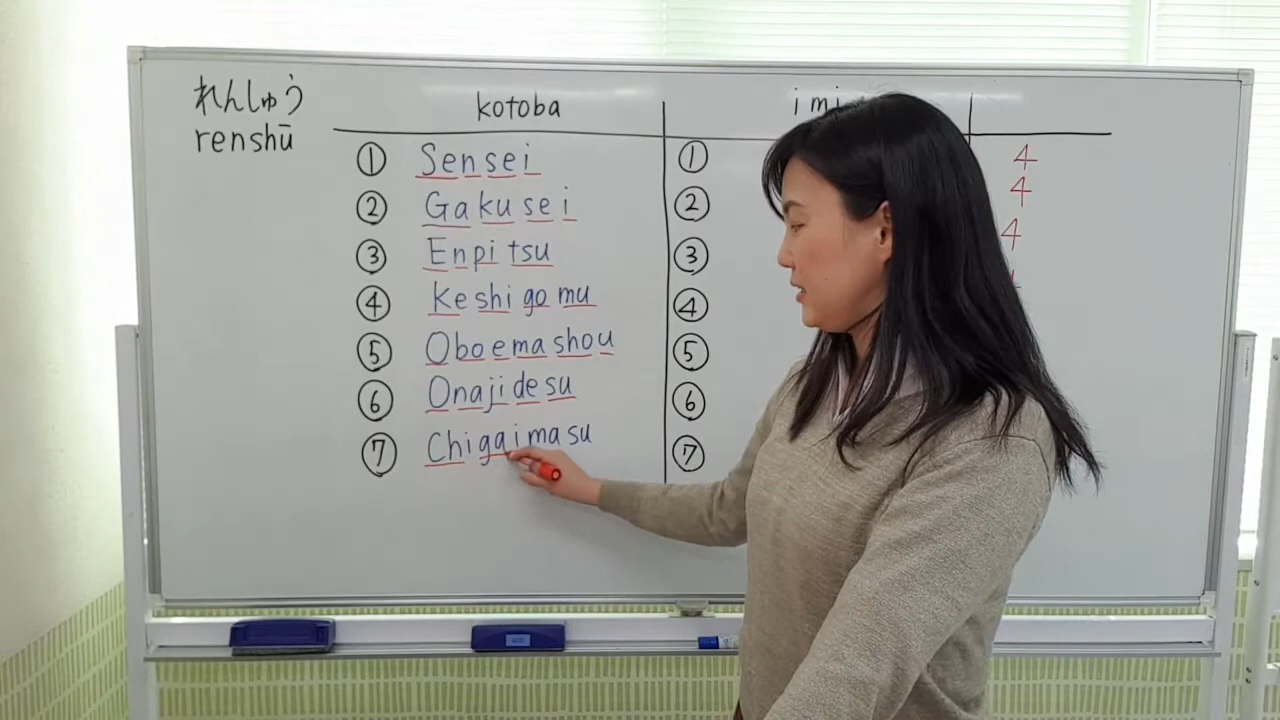 れんしゅう
renshū
kotoba
imi
① Sensei ① 4
② Gakusei ② 4
③ Enpitsu ③ 4
④ Keshigomu ④
⑤ Oboemashou ⑤
⑥ Onajidesu ⑥
⑦ Chigaimasu ⑦